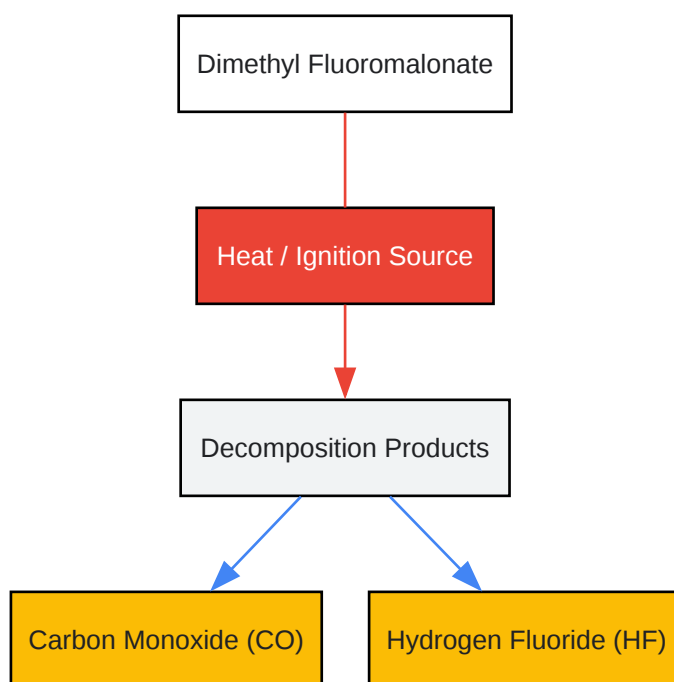 Dimethyl Fluoromalonate
Heat / Ignition Source
Decomposition Products
Carbon Monoxide (CO)
Hydrogen Fluoride (HF)